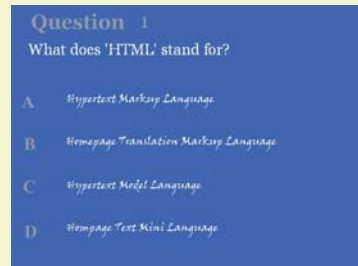 Question 1
What does 'HTML' stand for?
A Hypertext Markup Language
B Homepage Translation Markup Language
C Hypertext Model Language
D Hompage Text Mini Language